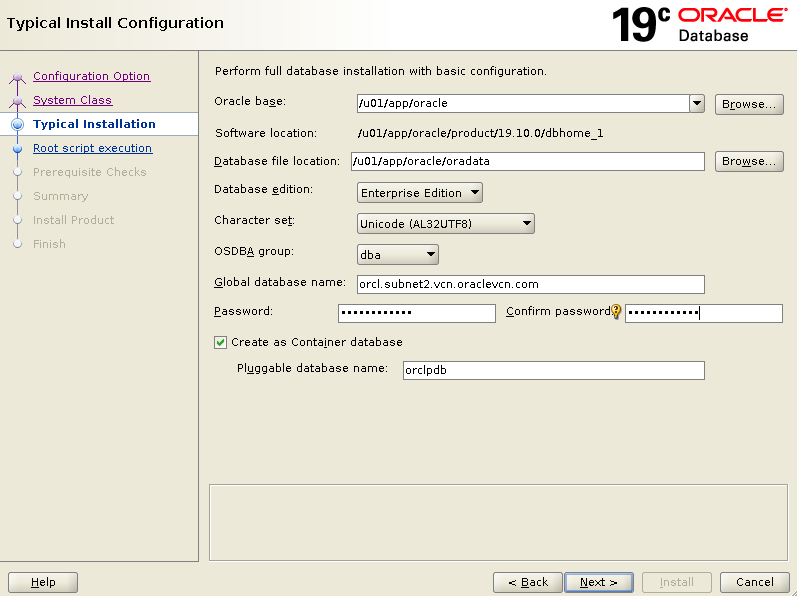 Typical Install Configuration
19c ORACLE
Database
Configuration Option
System Class
Typical Installation
Root script execution
Prerequisite Checks
Summary
Install Product
Finish
Perform full database installation with basic configuration.
Oracle base: /u01/app/oracle Browse...
Software location: /u01/app/oracle/product/19.10.0/dbhome_1
Database file location: /u01/app/oracle/oradata Browse...
Database edition: Enterprise Edition
Character set: Unicode (AL32UTF8)
OSDBA group: dba
Global database name: orcl.subnet2.vcn.oraclevcn.com
Password: •••••••••••• Confirm password: ••••••••••••
Create as Container database
Pluggable database name: orclpdb
Help < Back Next > Install Cancel